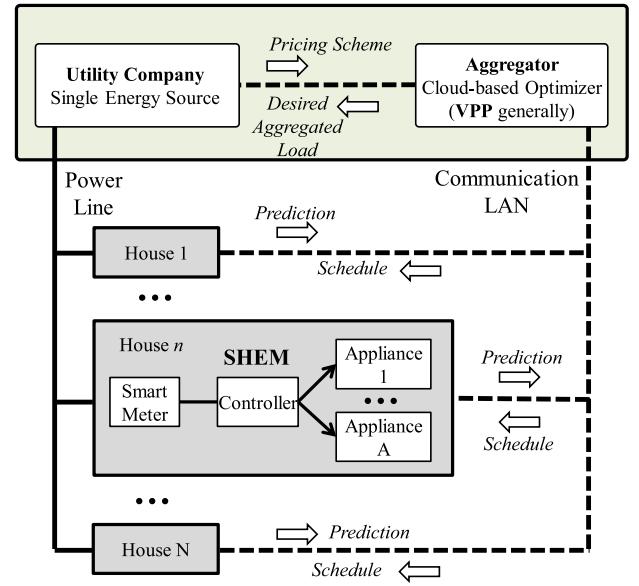 Utility Company
Single Energy Source
Pricing Scheme
Desired
Aggregated
Load
Aggregator
Cloud-based Optimizer
(VPP generally)
Power
Line
Communication
LAN
House 1
Prediction
Schedule
•••
House n
SHEM
Smart
Meter
Controller
Appliance
1
•••
Appliance
A
Prediction
Schedule
•••
House N
Prediction
Schedule